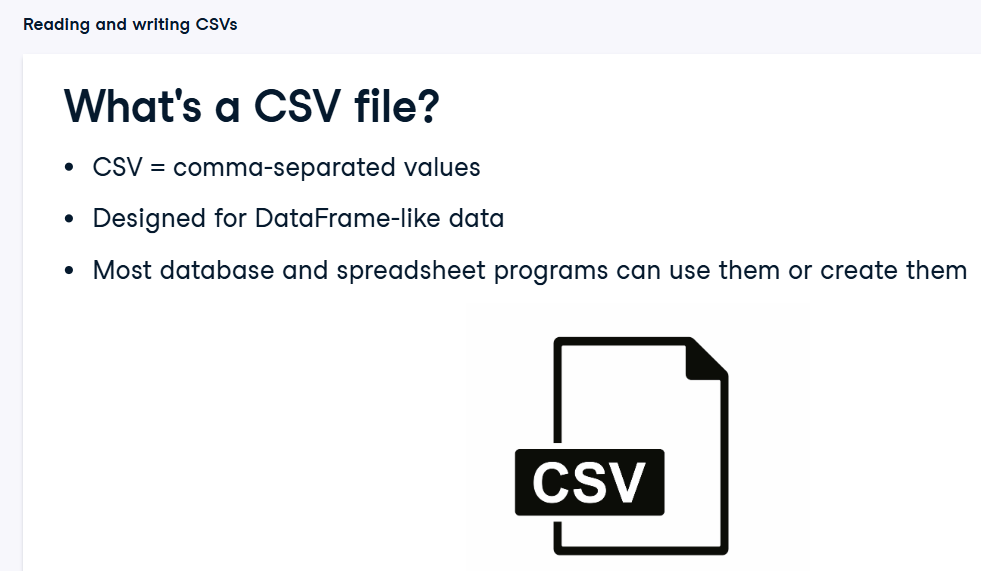 Reading and writing CSVs
What's a CSV file?
• CSV = comma-separated values
• Designed for DataFrame-like data
• Most database and spreadsheet programs can use them or create them
CSV